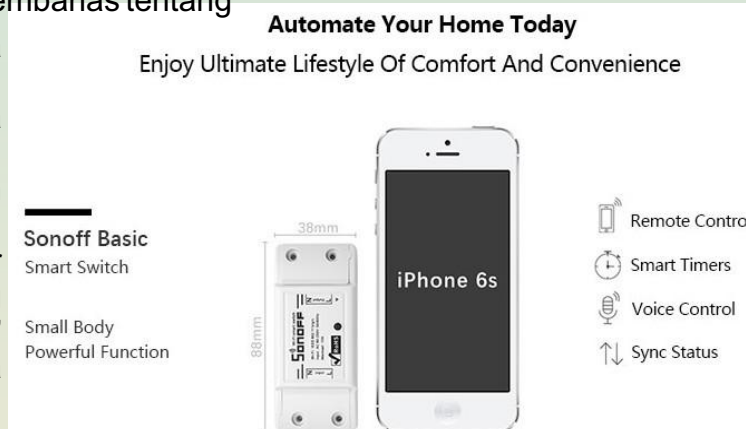 tentang
Automate Your Home Today
Enjoy Ultimate Lifestyle Of Comfort And Convenience
38mm
88mm
Sonoff Basic
Smart Switch
Small Body
Powerful Function
SONOFF
iPhone 6s
Remote Contro
Smart Timers
Voice Control
Sync Status